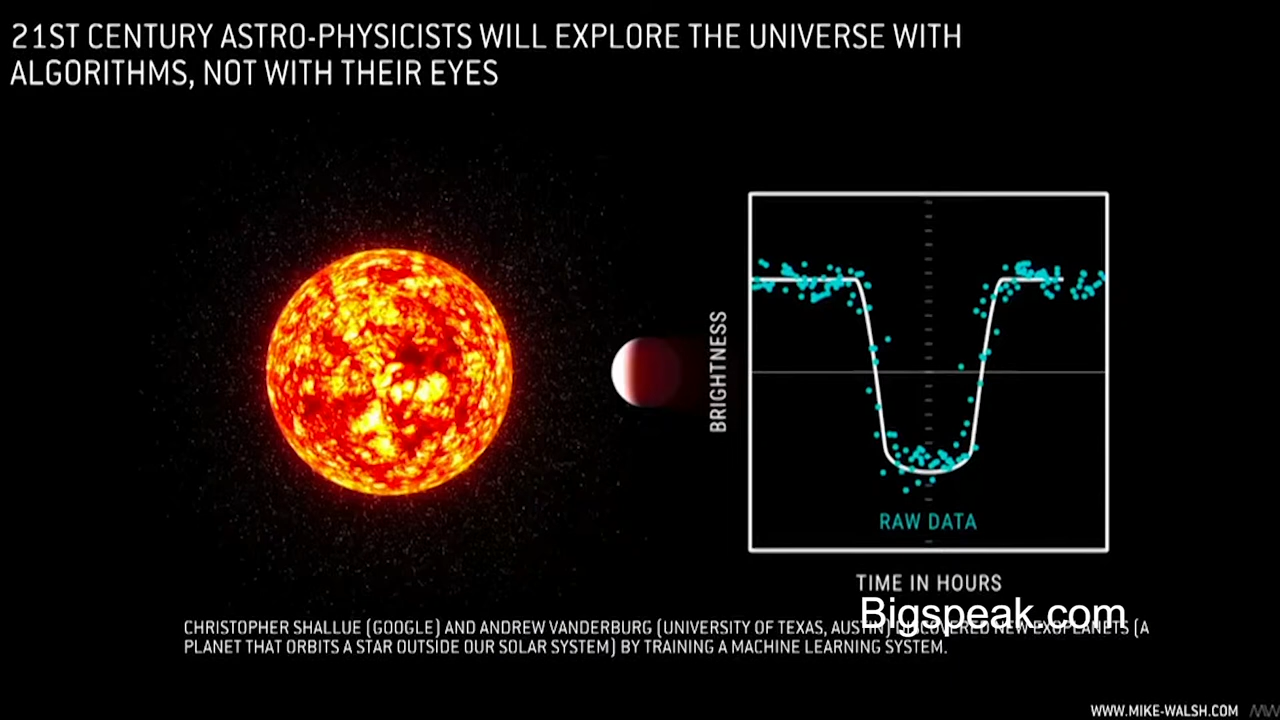 21ST CENTURY ASTRO-PHYSICISTS WILL EXPLORE THE UNIVERSE WITH
ALGORITHMS, NOT WITH THEIR EYES
BRIGHTNESS
RAW DATA
TIME IN HOURS
Bigspeak.com
CHRISTOPHER SHALLUE (GOOGLE) AND ANDREW VANDERBURG (UNIVERSITY OF TEXAS, AUSTIN) DISCOVERED NEW EXOPLANETS (A
PLANET THAT ORBITS A STAR OUTSIDE OUR SOLAR SYSTEM) BY TRAINING A MACHINE LEARNING SYSTEM.
WWW.MIKE-WALSH.COM MW